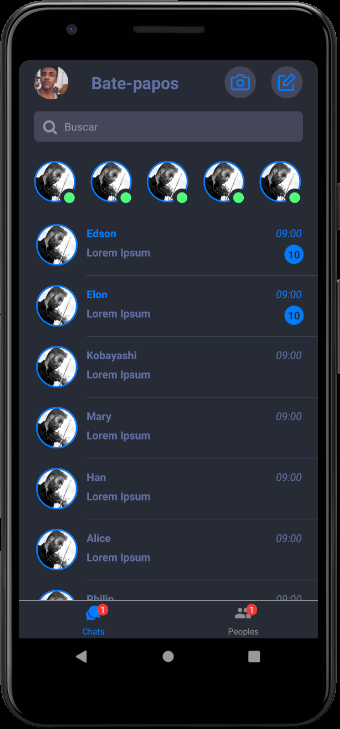 Bate-papos
Buscar
Edson 09:00
Lorem Ipsum 10
Elon 09:00
Lorem Ipsum 10
Kobayashi 09:00
Lorem Ipsum
Mary 09:00
Lorem Ipsum
Han 09:00
Lorem Ipsum
Alice 09:00
Lorem Ipsum
Philip 09:00
1 1
Chats Peoples